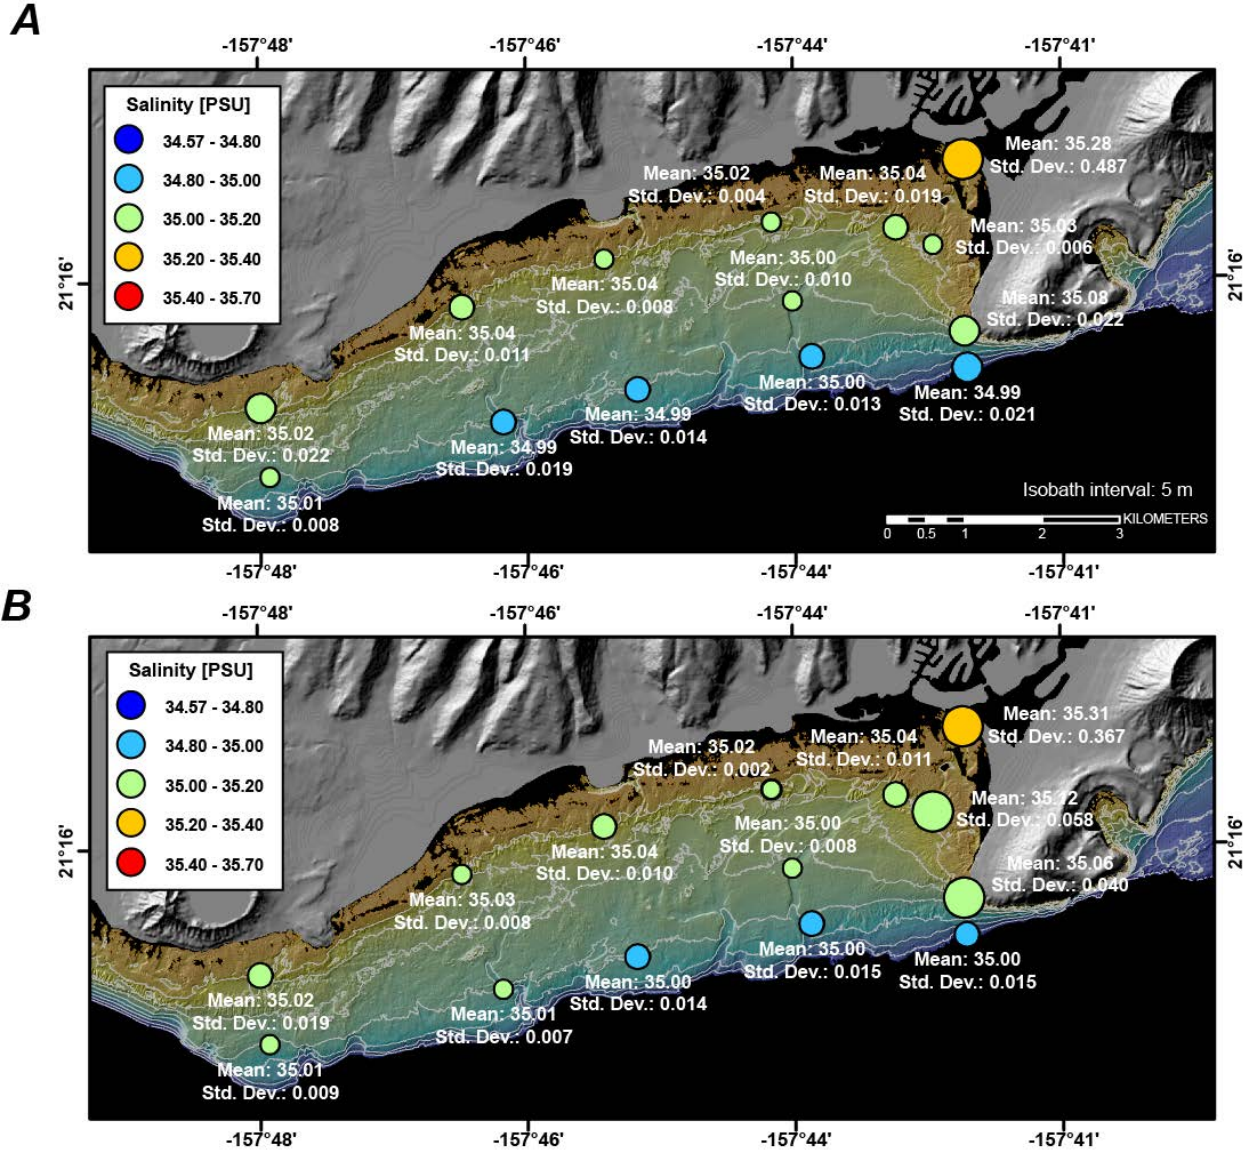 A
-157°48' -157°46' -157°44' -157°41'
Salinity [PSU]
34.57 - 34.80
34.80 - 35.00
35.00 - 35.20
35.20 - 35.40
35.40 - 35.70
21°16'
21°16'
Mean: 35.28
Std. Dev.: 0.487
Mean: 35.02
Std. Dev.: 0.004
Mean: 35.04
Std. Dev.: 0.019
Mean: 35.03
Std. Dev.: 0.006
Mean: 35.00
Std. Dev.: 0.010
Mean: 35.04
Std. Dev.: 0.008
Mean: 35.08
Std. Dev.: 0.022
Mean: 35.04
Std. Dev.: 0.011
Mean: 35.00
Std. Dev.: 0.013
Mean: 34.99
Std. Dev.: 0.021
Mean: 34.99
Std. Dev.: 0.014
Mean: 35.02
Std. Dev.: 0.022
Mean: 34.99
Std. Dev.: 0.019
Mean: 35.01
Std. Dev.: 0.008
Isobath interval: 5 m
KILOMETERS
0 0.5 1 2 3
-157°48' -157°46' -157°44' -157°41'
B
-157°48' -157°46' -157°44' -157°41'
Salinity [PSU]
34.57 - 34.80
34.80 - 35.00
35.00 - 35.20
35.20 - 35.40
35.40 - 35.70
21°16'
21°16'
Mean: 35.31
Std. Dev.: 0.367
Mean: 35.02
Std. Dev.: 0.002
Mean: 35.04
Std. Dev.: 0.011
Mean: 35.12
Std. Dev.: 0.058
Mean: 35.00
Std. Dev.: 0.008
Mean: 35.04
Std. Dev.: 0.010
Mean: 35.06
Std. Dev.: 0.040
Mean: 35.03
Std. Dev.: 0.008
Mean: 35.00
Std. Dev.: 0.015
Mean: 35.00
Std. Dev.: 0.015
Mean: 35.00
Std. Dev.: 0.014
Mean: 35.02
Std. Dev.: 0.019
Mean: 35.01
Std. Dev.: 0.007
Mean: 35.01
Std. Dev.: 0.009
-157°48' -157°46' -157°44' -157°41'